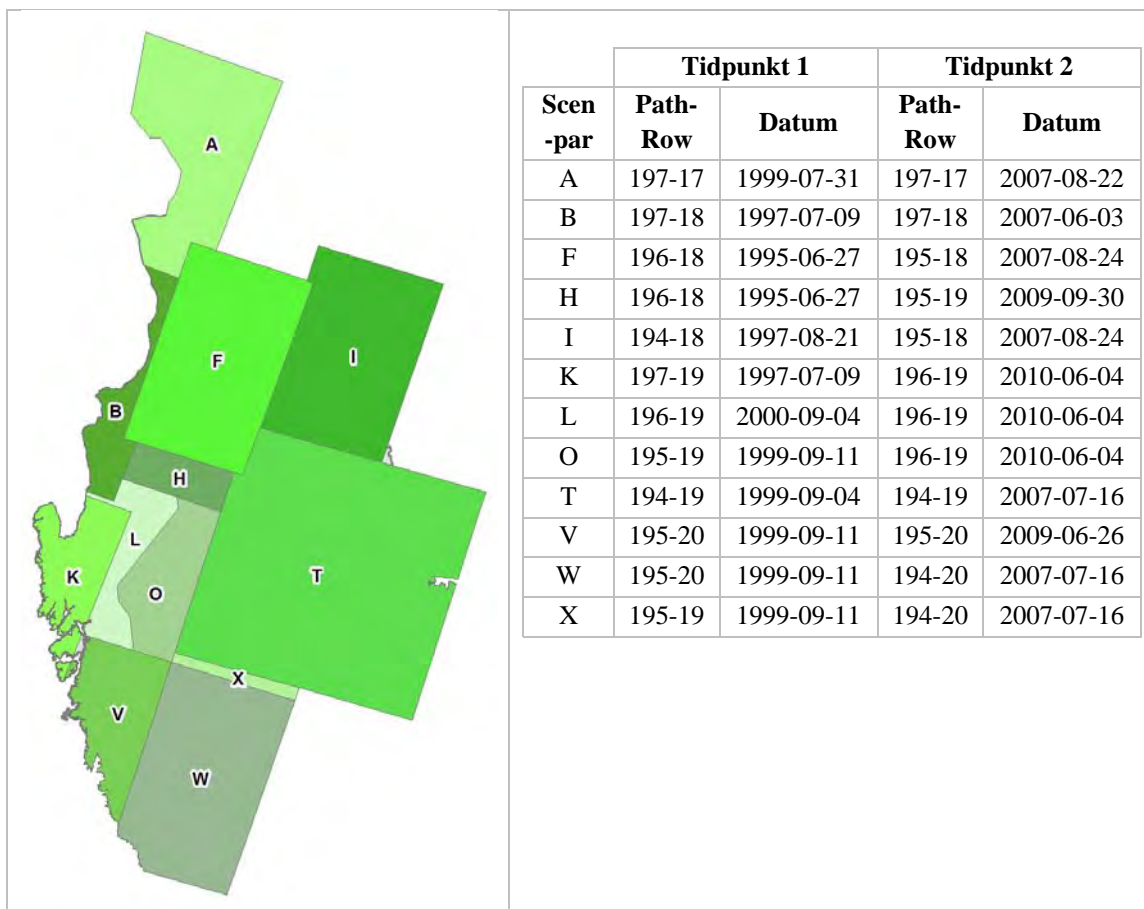 A
F
I
B
H
L
K
T
O
X
V
W
Tidpunkt 1 Tidpunkt 2
Scen Path- Datum Path- Datum
-par Row Row
A 197-17 1999-07-31 197-17 2007-08-22
B 197-18 1997-07-09 197-18 2007-06-03
F 196-18 1995-06-27 195-18 2007-08-24
H 196-18 1995-06-27 195-19 2009-09-30
I 194-18 1997-08-21 195-18 2007-08-24
K 197-19 1997-07-09 196-19 2010-06-04
L 196-19 2000-09-04 196-19 2010-06-04
O 195-19 1999-09-11 196-19 2010-06-04
T 194-19 1999-09-04 194-19 2007-07-16
V 195-20 1999-09-11 195-20 2009-06-26
W 195-20 1999-09-11 194-20 2007-07-16
X 195-19 1999-09-11 194-20 2007-07-16